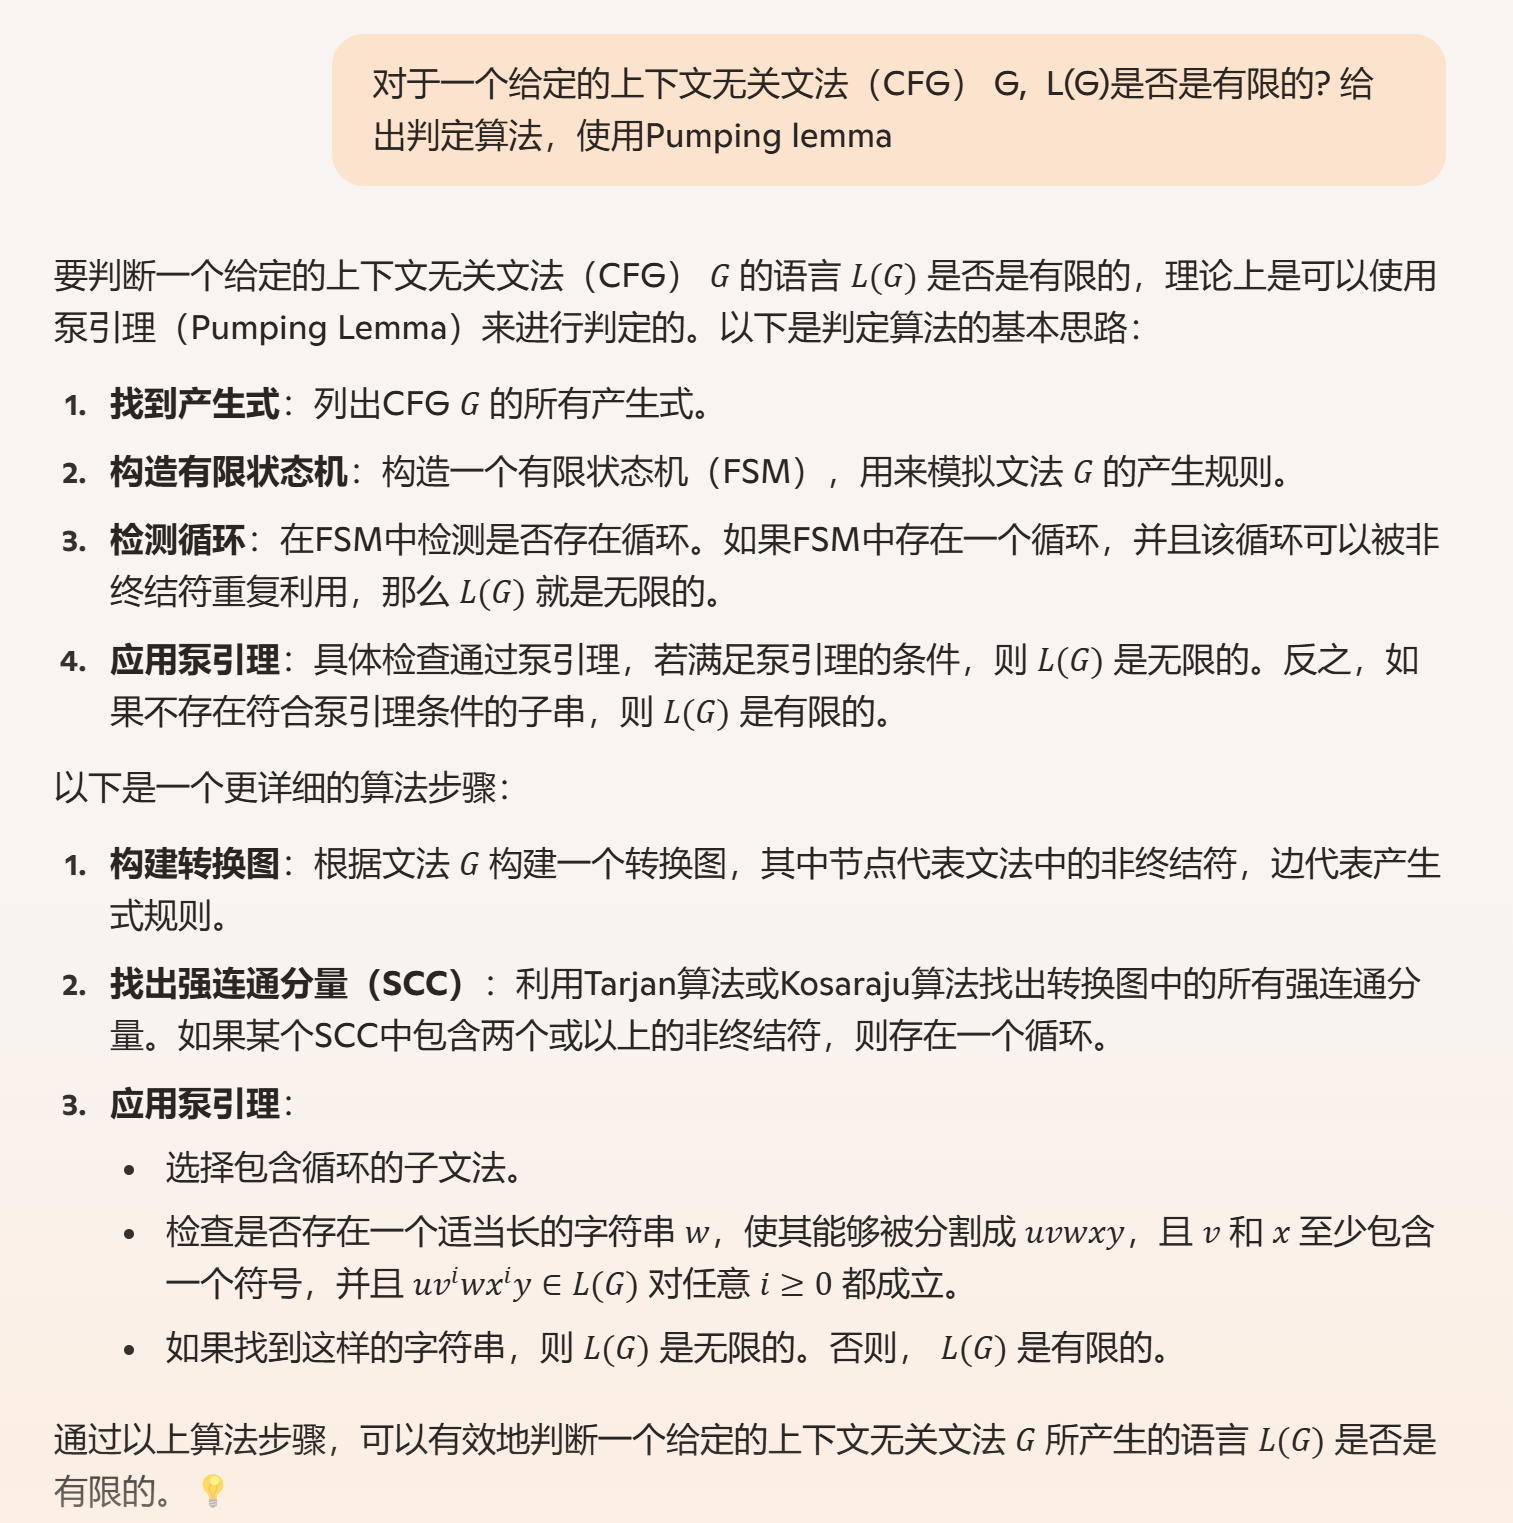 对于一个给定的上下文无关文法（CFG） G, L(G)是否是有限的? 给
出判定算法，使用Pumping lemma
要判断一个给定的上下文无关文法（CFG） G 的语言 L(G) 是否是有限的，理论上是可以使用
泵引理（Pumping Lemma）来进行判定的。以下是判定算法的基本思路：
1. 找到产生式：列出CFG G 的所有产生式。
2. 构造有限状态机：构造一个有限状态机（FSM），用来模拟文法 G 的产生规则。
3. 检测循环：在FSM中检测是否存在循环。如果FSM中存在一个循环，并且该循环可以被非
终结符重复利用，那么 L(G) 就是无限的。
4. 应用泵引理：具体检查通过泵引理，若满足泵引理的条件，则 L(G) 是无限的。反之，如
果不存在符合泵引理条件的子串，则 L(G) 是有限的。
以下是一个更详细的算法步骤：
1. 构建转换图：根据文法 G 构建一个转换图，其中节点代表文法中的非终结符，边代表产生
式规则。
2. 找出强连通分量（SCC）：利用Tarjan算法或Kosaraju算法找出转换图中的所有强连通分
量。如果某个SCC中包含两个或以上的非终结符，则存在一个循环。
3. 应用泵引理：
• 选择包含循环的子文法。
• 检查是否存在一个适当长的字符串 w，使其能够被分割成 uvwxy，且 v 和 x 至少包含
一个符号，并且 uvⁱwxⁱy ∈ L(G) 对任意 i ≥ 0 都成立。
• 如果找到这样的字符串，则 L(G) 是无限的。否则， L(G) 是有限的。
通过以上算法步骤，可以有效地判断一个给定的上下文无关文法 G 所产生的语言 L(G) 是否是
有限的。💡